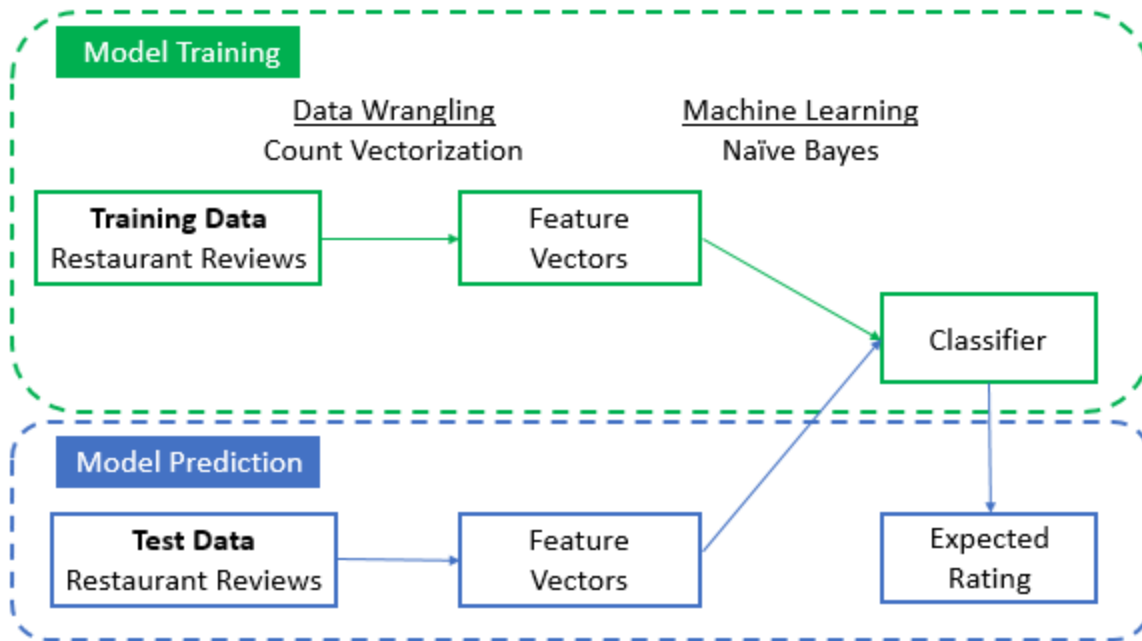 Model Training
Data Wrangling
Count Vectorization
Machine Learning
Naïve Bayes
Training Data
Restaurant Reviews
Feature
Vectors
Classifier
Model Prediction
Test Data
Restaurant Reviews
Feature
Vectors
Expected
Rating